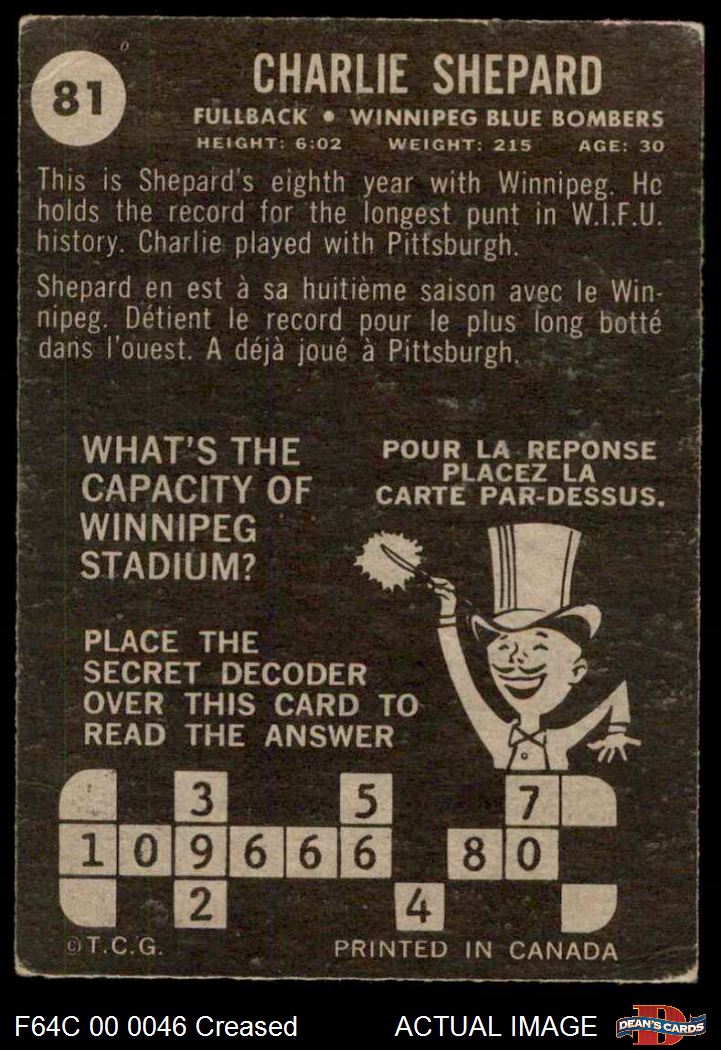 81
CHARLIE SHEPARD
FULLBACK • WINNIPEG BLUE BOMBERS
HEIGHT: 6:02 WEIGHT: 215 AGE: 30
This is Shepard's eighth year with Winnipeg. Hc
holds the record for the longest punt in W.I.F.U.
history. Charlie played with Pittsburgh.
Shepard en est à sa huitième saison avec le Win-
nipeg. Détient le record pour le plus long botté
dans l'ouest. A déjà joué à Pittsburgh.
WHAT'S THE
CAPACITY OF
WINNIPEG
STADIUM?
POUR LA REPONSE
PLACEZ LA
CARTE PAR-DESSUS.
PLACE THE
SECRET DECODER
OVER THIS CARD TO
READ THE ANSWER
3 5 7
1 0 9 6 6 6 8 0
2 4
© T.C.G. PRINTED IN CANADA
F64C 00 0046 Creased ACTUAL IMAGE D DEAN'S CARDS